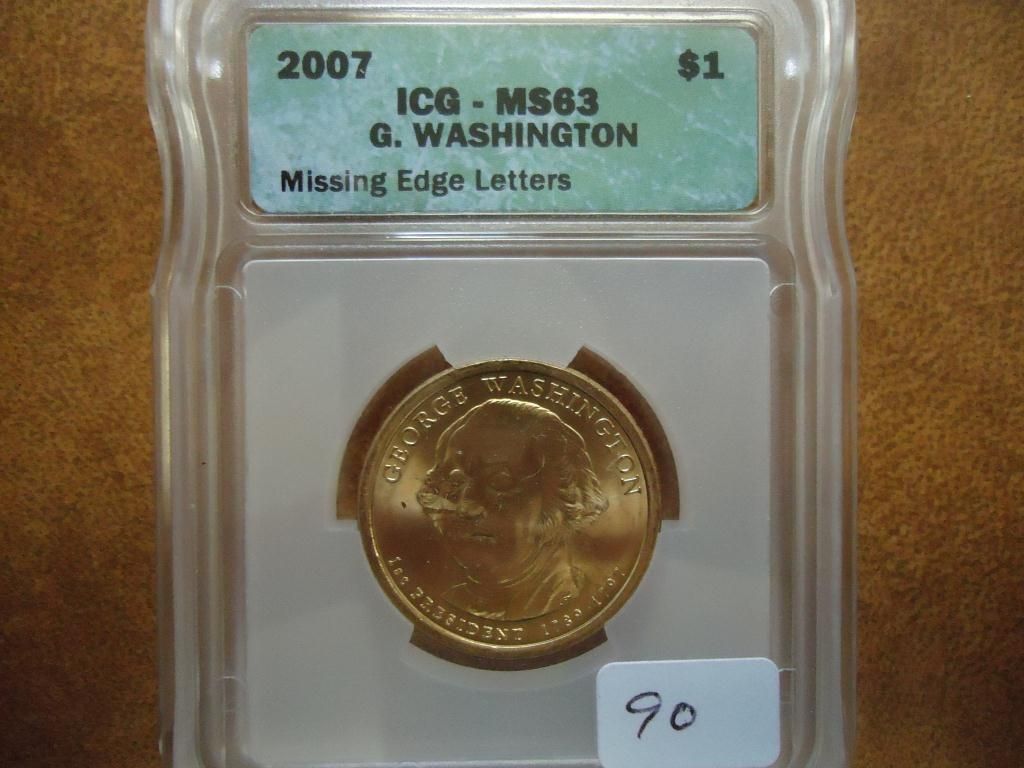 2007 $1
ICG - MS63
G. WASHINGTON
Missing Edge Letters
GEORGE WASHINGTON
1st PRESIDENT 1789-1797
90